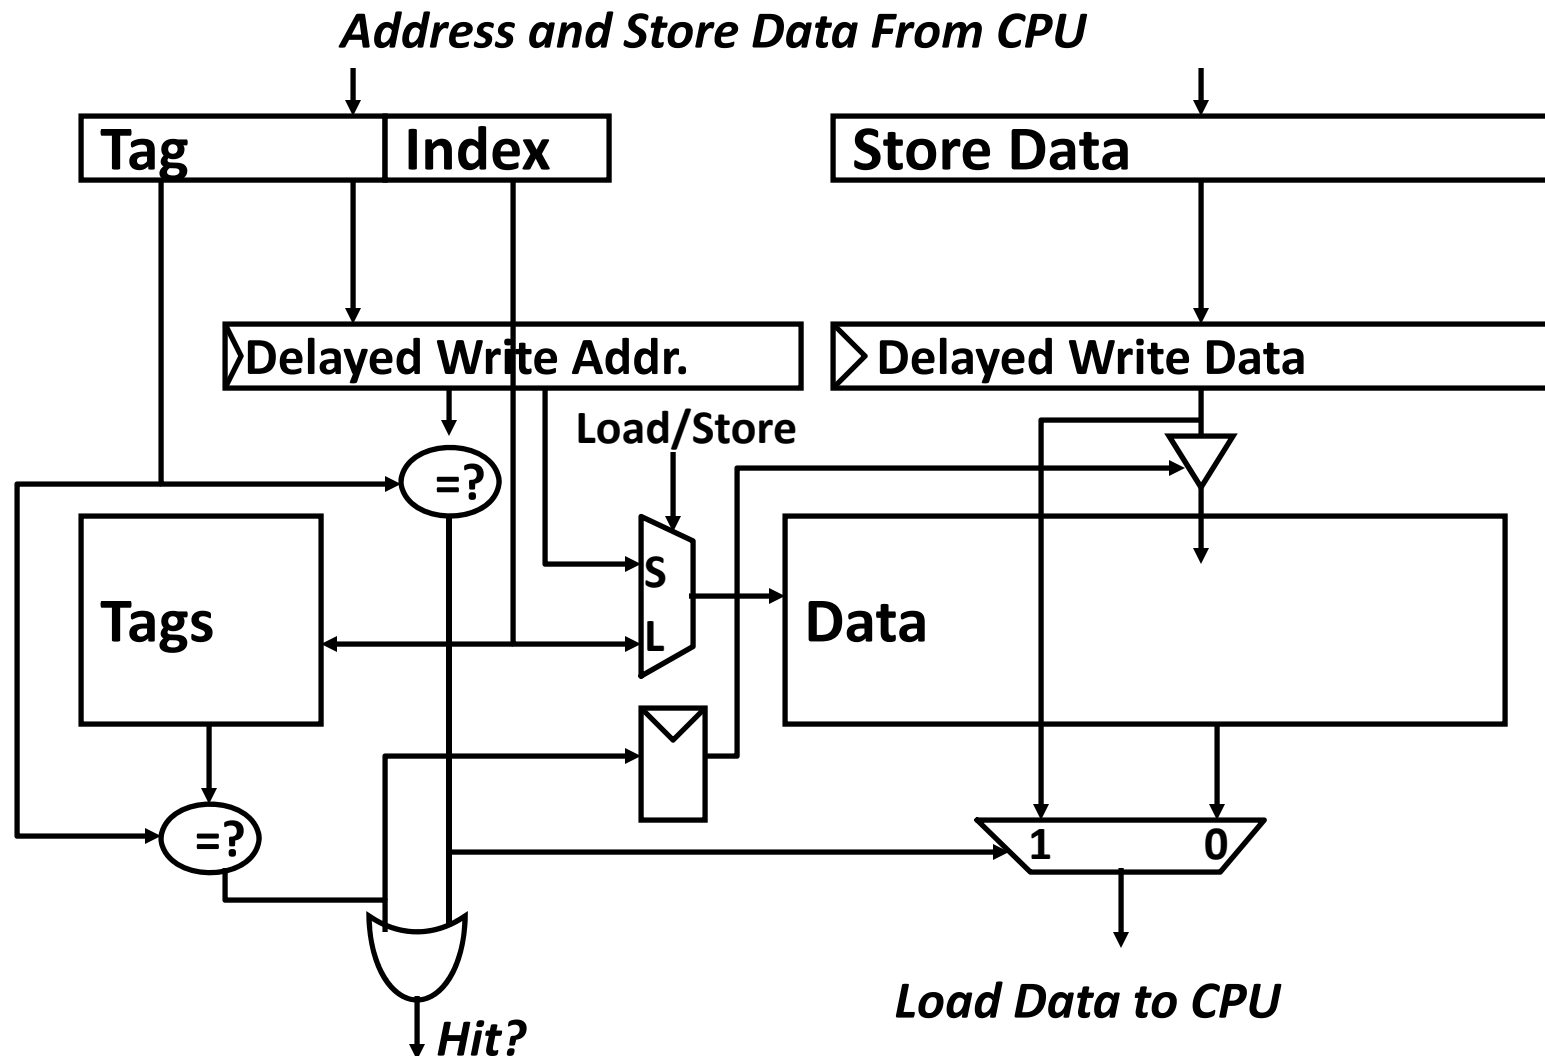 Address and Store Data From CPU
Tag
Index
Store Data
Delayed Write Addr.
Delayed Write Data
Load/Store
=?
S
Tags
L
Data
=?
1
0
Load Data to CPU
Hit?